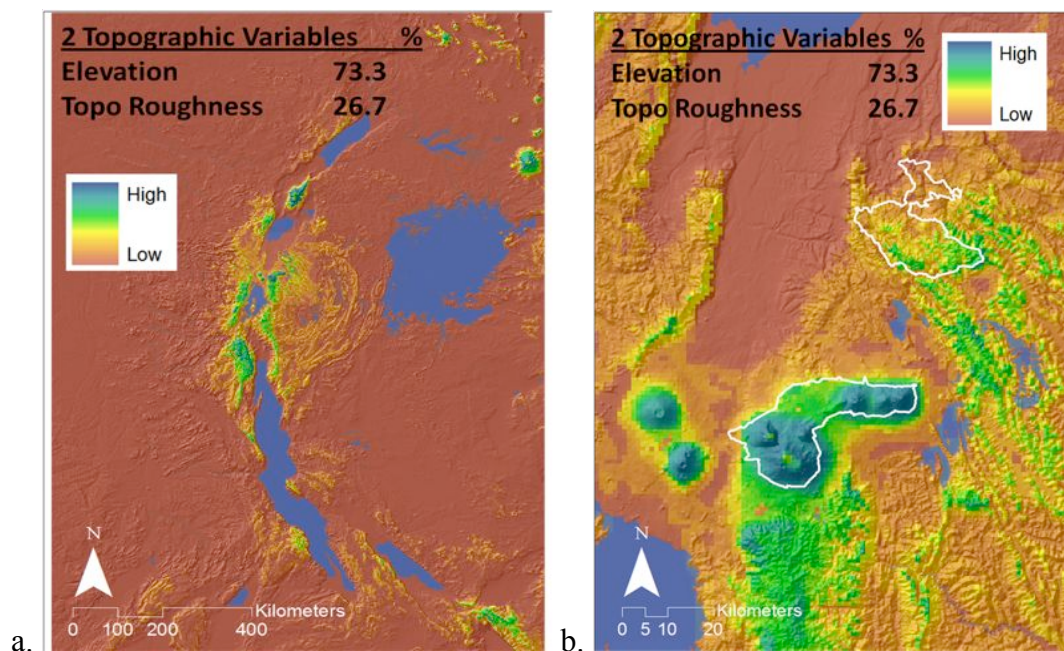 2 Topographic Variables %
Elevation 73.3
Topo Roughness 26.7
High
Low
N
Kilometers
0 100 200 400
a.
2 Topographic Variables %
Elevation 73.3
Topo Roughness 26.7
High
Low
N
Kilometers
0 5 10 20
b.